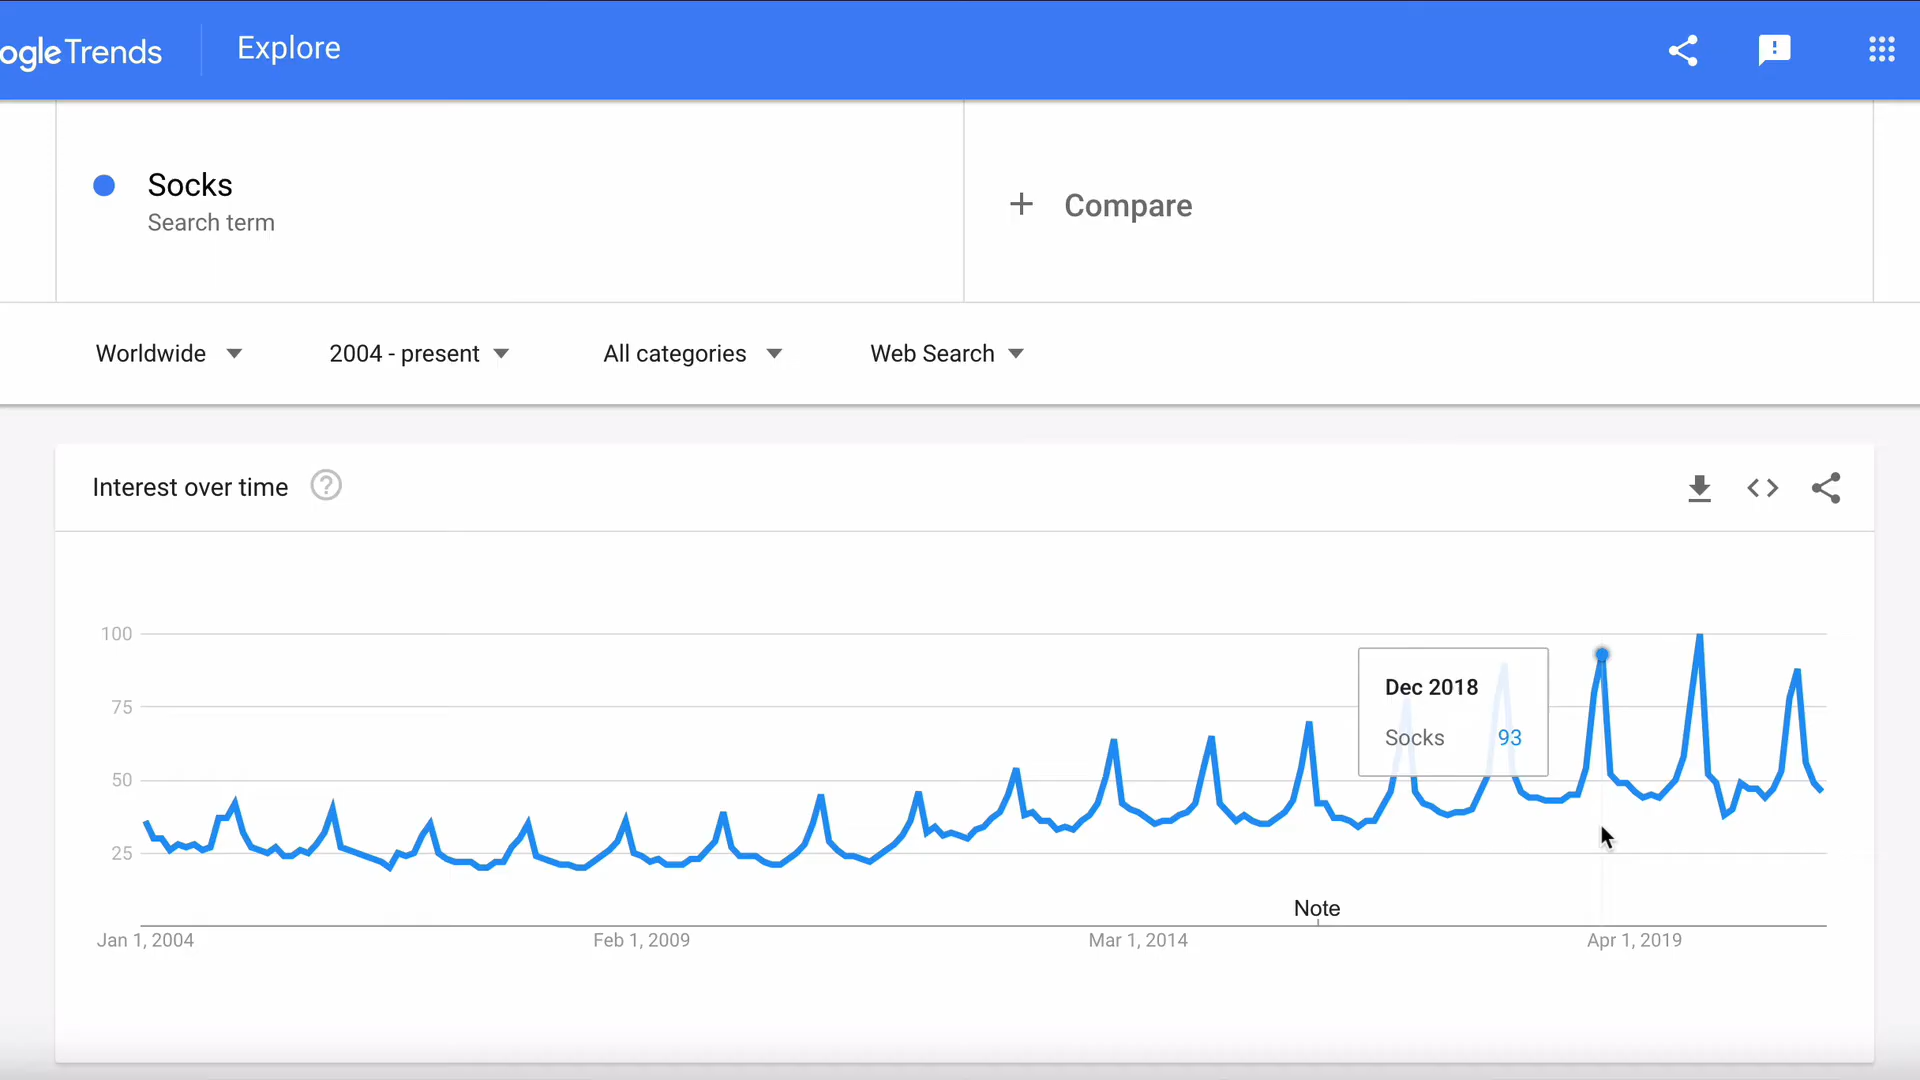 ogle Trends
Explore
Socks
Search term
+ Compare
Worldwide
2004 - present
All categories
Web Search
Interest over time
?
100
75
50
25
Dec 2018
Socks 93
Note
Jan 1, 2004
Feb 1, 2009
Mar 1, 2014
Apr 1, 2019